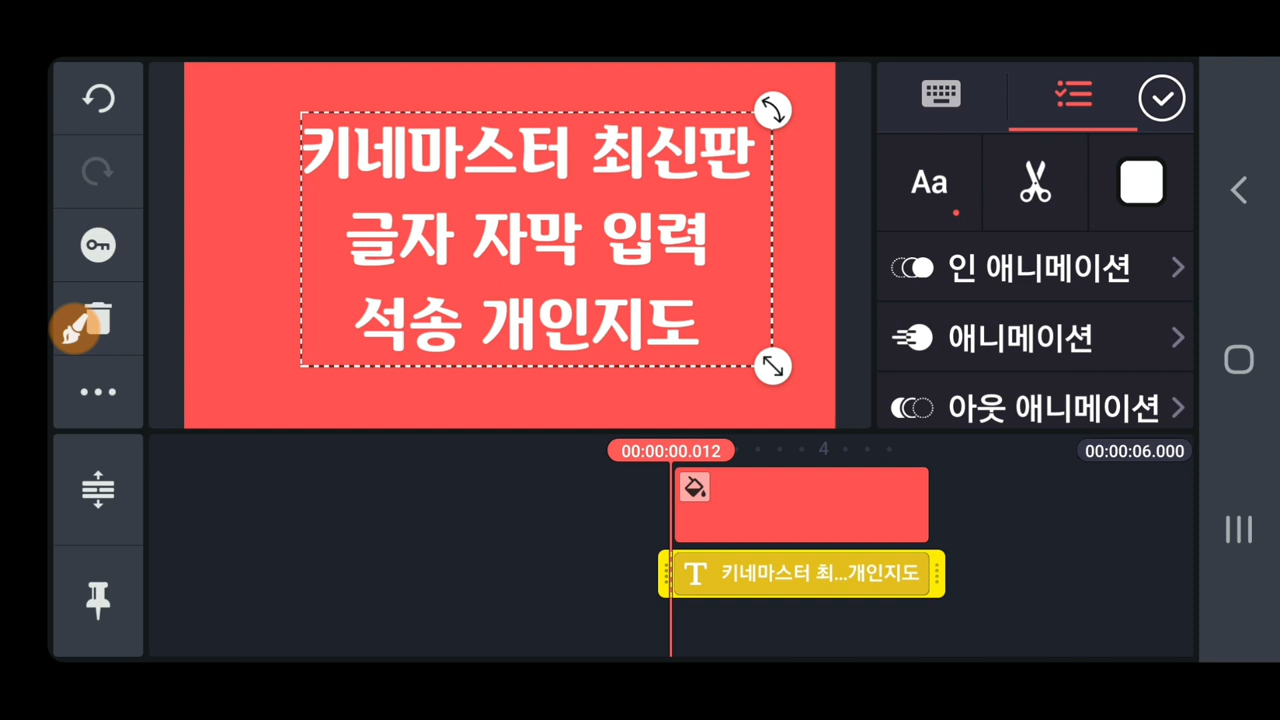 키네마스터 최신판
글자 자막 입력
석송 개인지도
Aa
인 애니메이션
애니메이션
아웃 애니메이션
00:00:00.012
4
00:00:06.000
T 키네마스터 최...개인지도